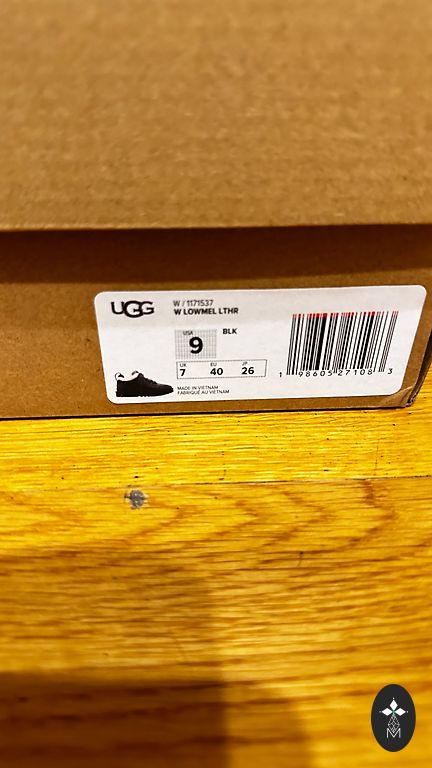 UGG
W / 1171537
W LOWMEL LTHR
USA
9
BLK
UK EU JP
7 40 26
MADE IN VIETNAM
FABRIQUÉ AU VIETNAM
1 98605 27108 3
M